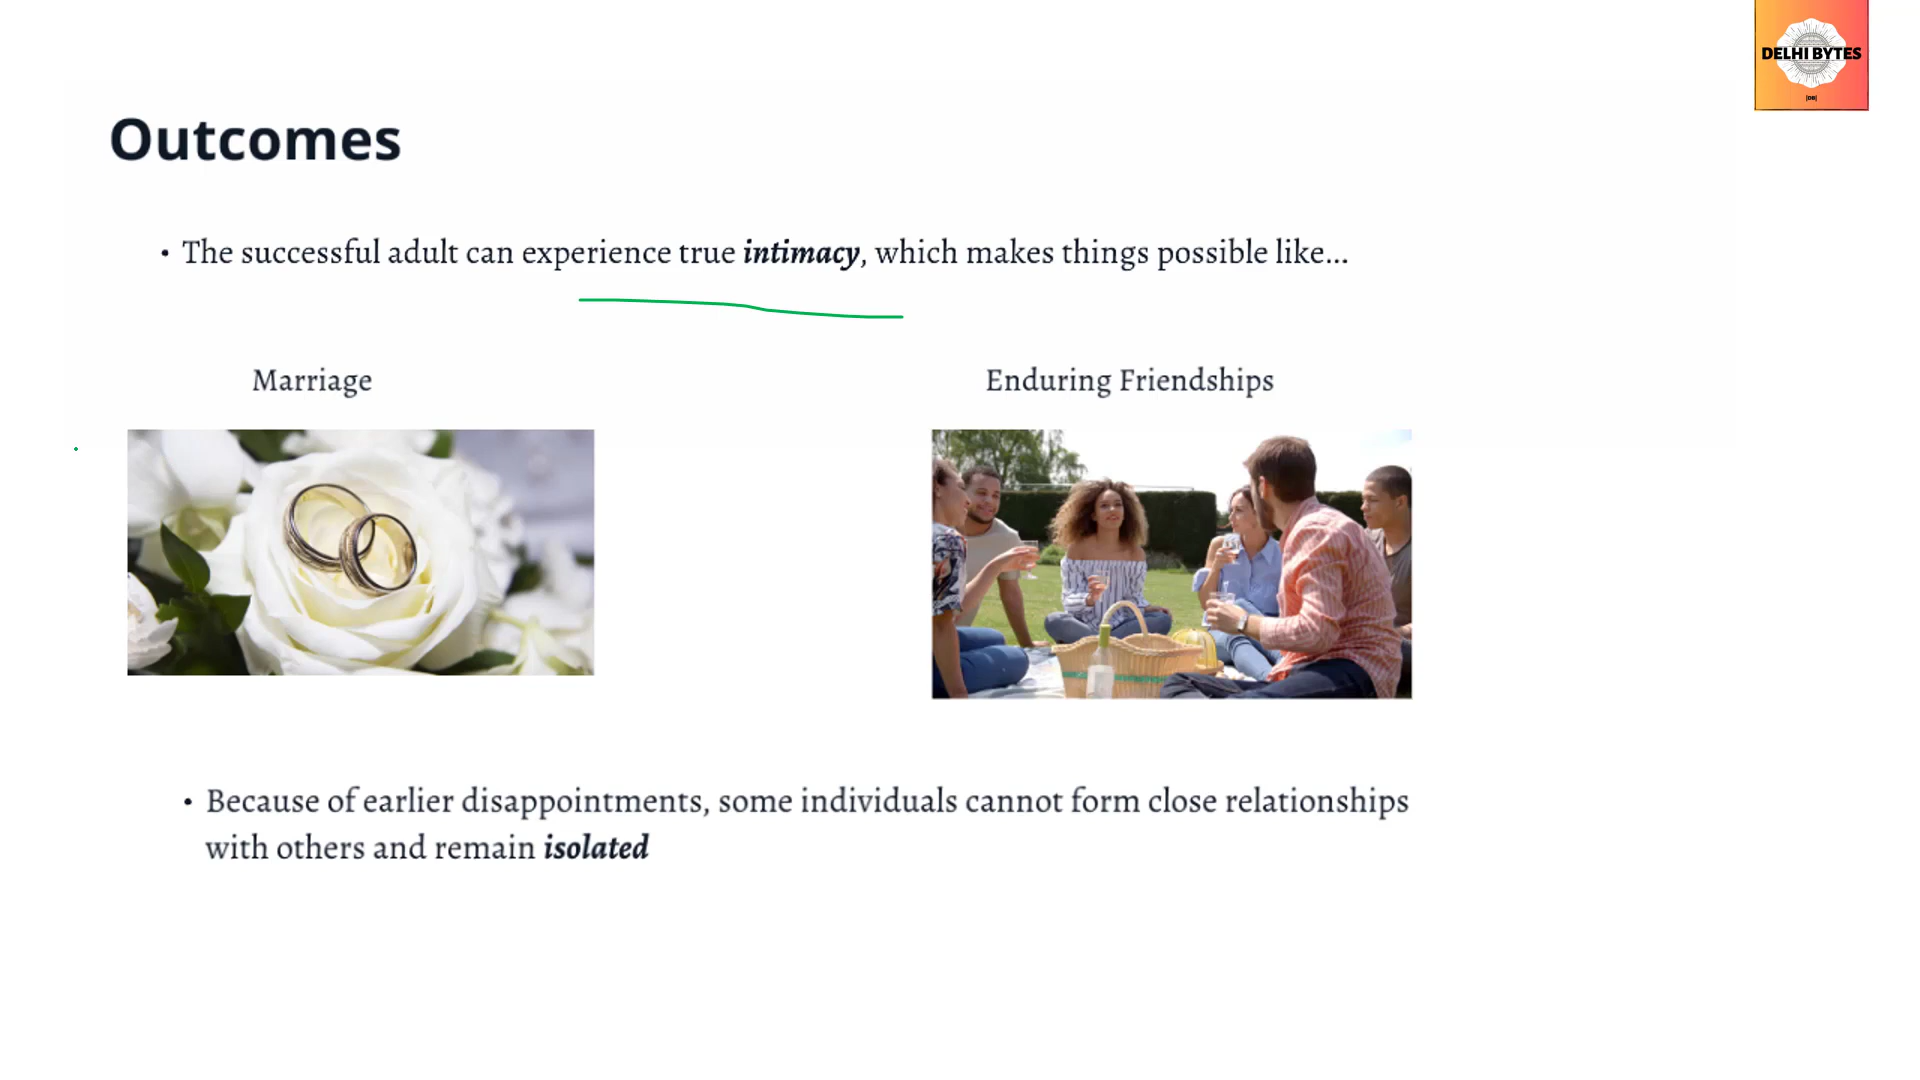 DELHI BYTES
|DB|
Outcomes
• The successful adult can experience true intimacy, which makes things possible like...
Marriage
Enduring Friendships
• Because of earlier disappointments, some individuals cannot form close relationships
with others and remain isolated